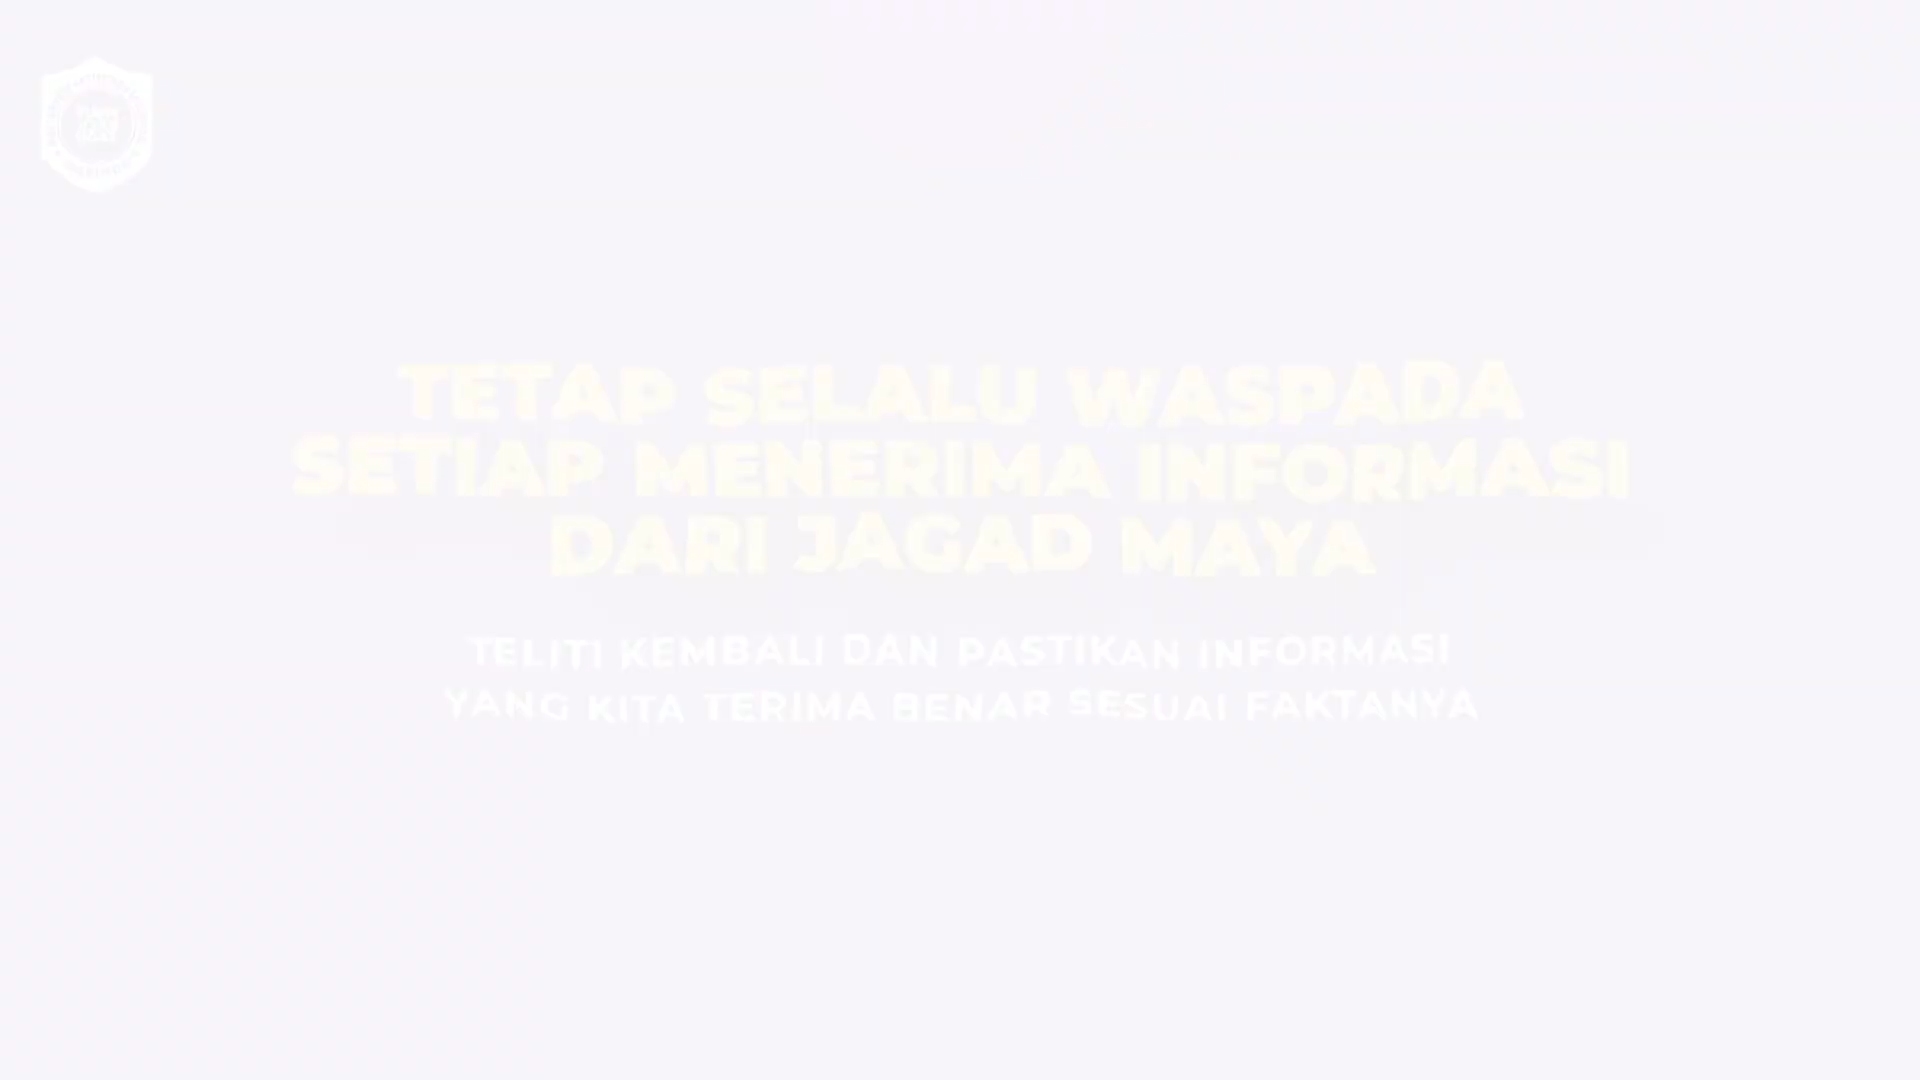 TETAP SELALU WASPADA
SETIAP MENERIMA INFORMASI
DARI JAGAD MAYA
TELITI KEMBALI DAN PASTIKAN INFORMASI
YANG KITA TERIMA BENAR SESUAI FAKTANYA